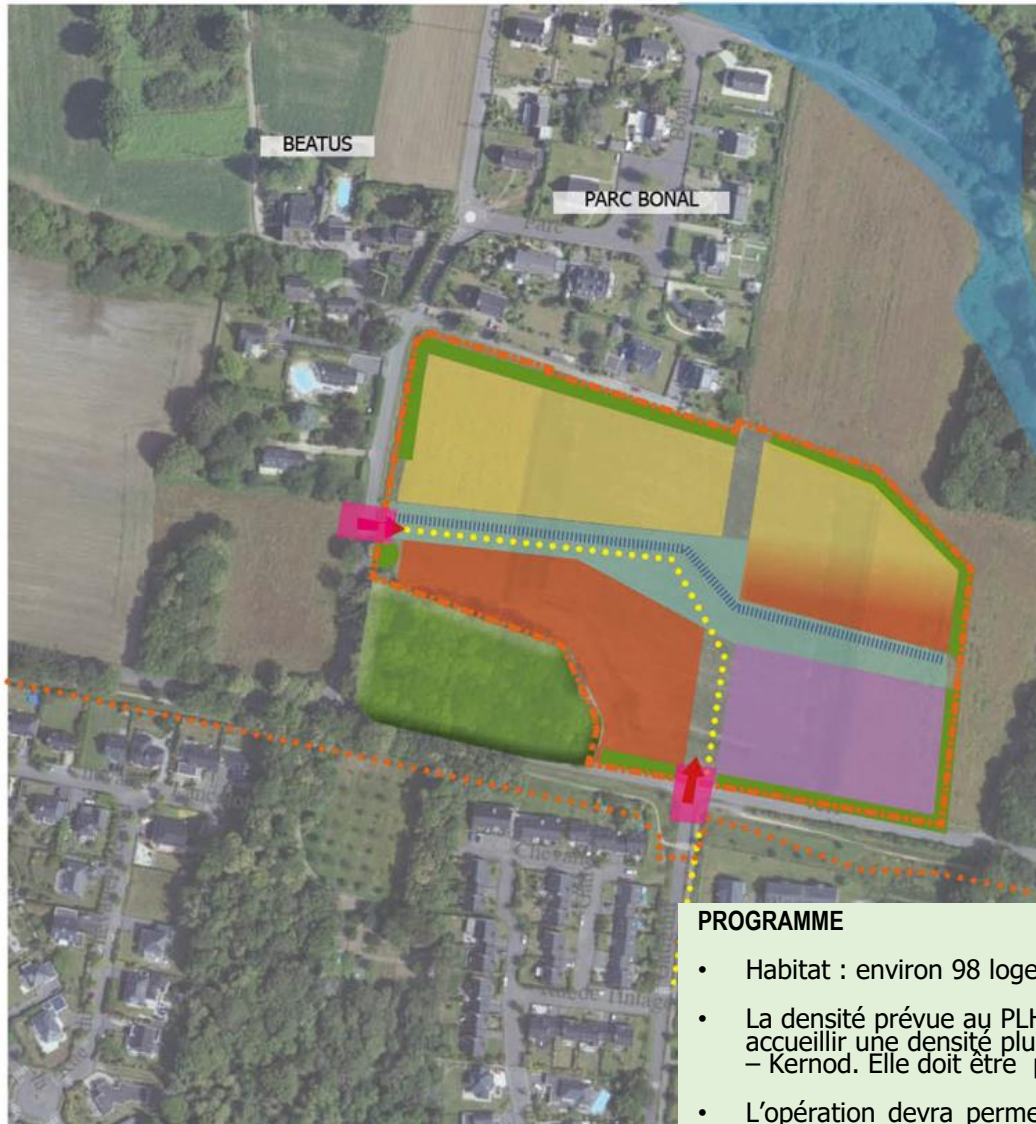 BEATUS
PARC BONAL
Parc
PROGRAMME
• Habitat : environ 98 loge
• La densité prévue au PLH
accueillir une densité plu
– Kernod. Elle doit être p
• L'opération devra perme